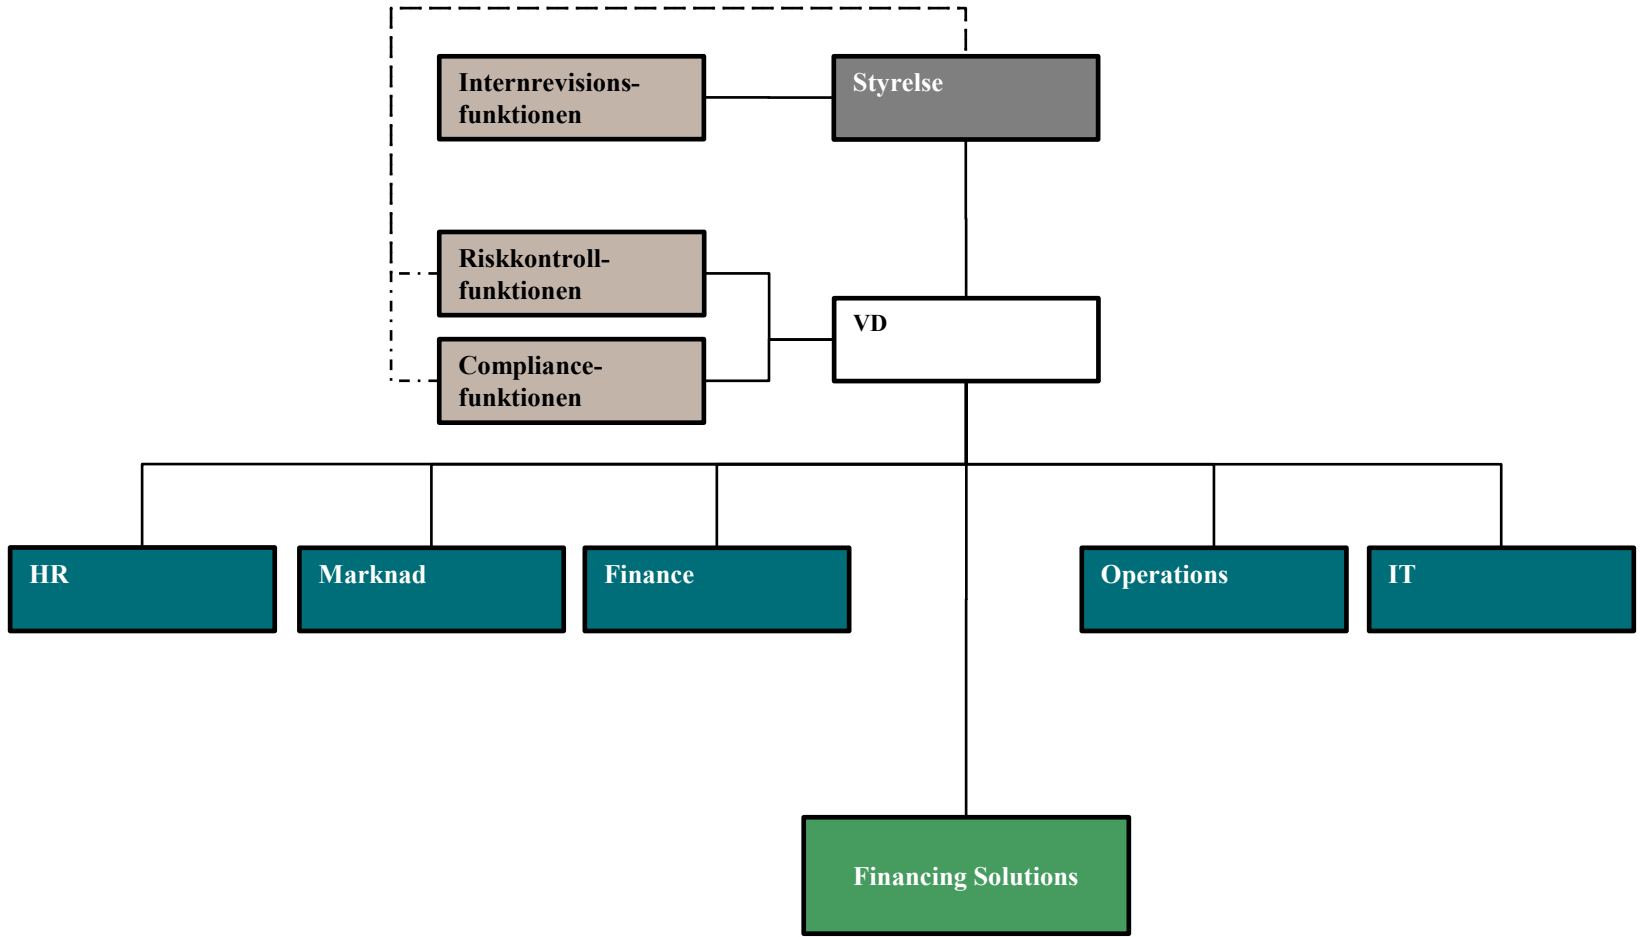 Internrevisions-
funktionen
Styrelse
Riskkontroll-
funktionen
VD
Compliance-
funktionen
HR
Marknad
Finance
Operations
IT
Financing Solutions